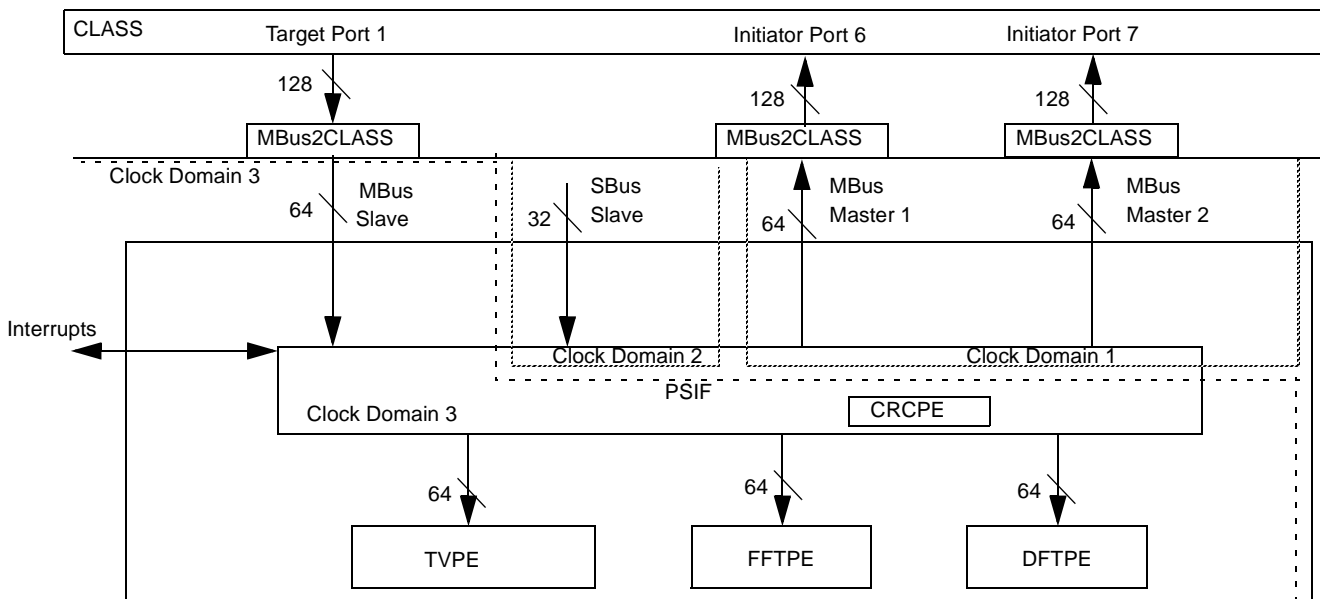 CLASS
Target Port 1
Initiator Port 6
Initiator Port 7
128
128
128
MBus2CLASS
MBus2CLASS
MBus2CLASS
Clock Domain 3
64
MBus
Slave
32
SBus
Slave
64
MBus
Master 1
64
MBus
Master 2
Interrupts
Clock Domain 2
Clock Domain 1
PSIF
Clock Domain 3
CRCPE
64
64
64
TVPE
FFTPE
DFTPE